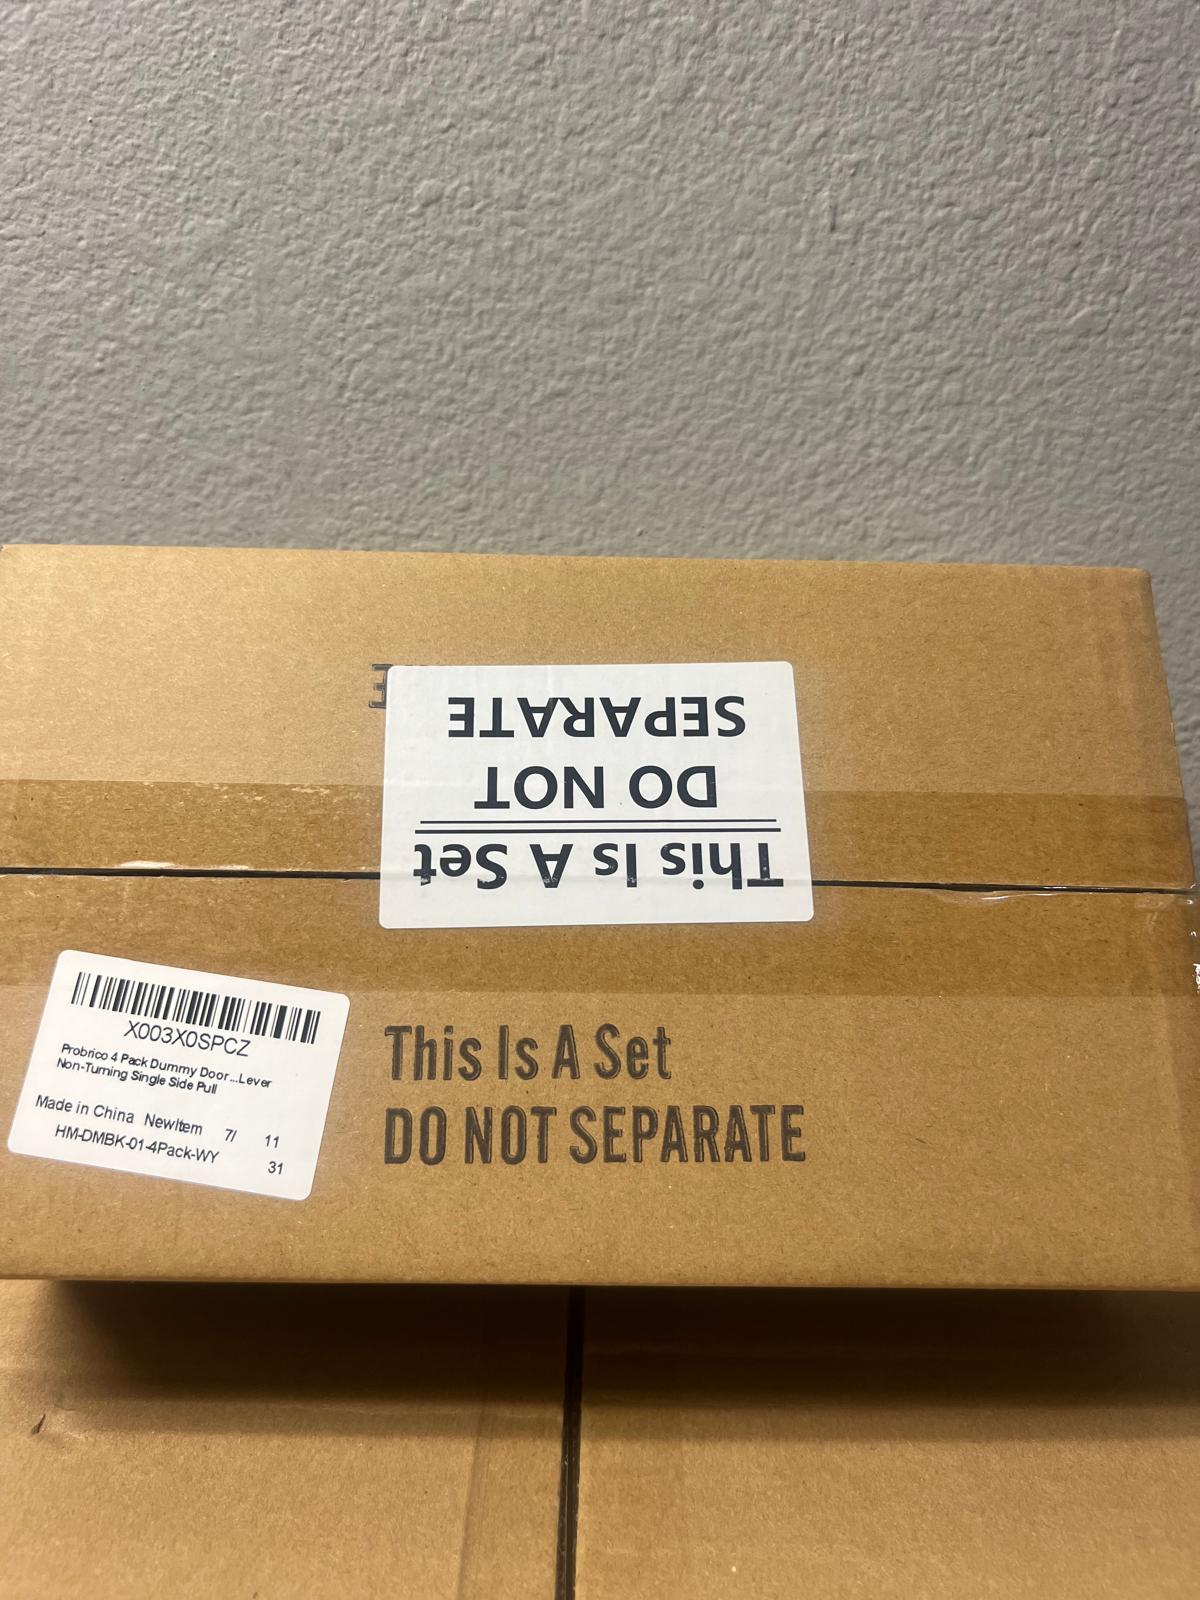 E
This Is A Set
DO NOT
SEPARATE
X003X0SPCZ
Probrico 4 Pack Dummy Door...Lever
Non-Turning Single Side Pull
Made in China NewItem 7/ 11
HM-DMBK-01-4Pack-WY 31
This Is A Set
DO NOT SEPARATE